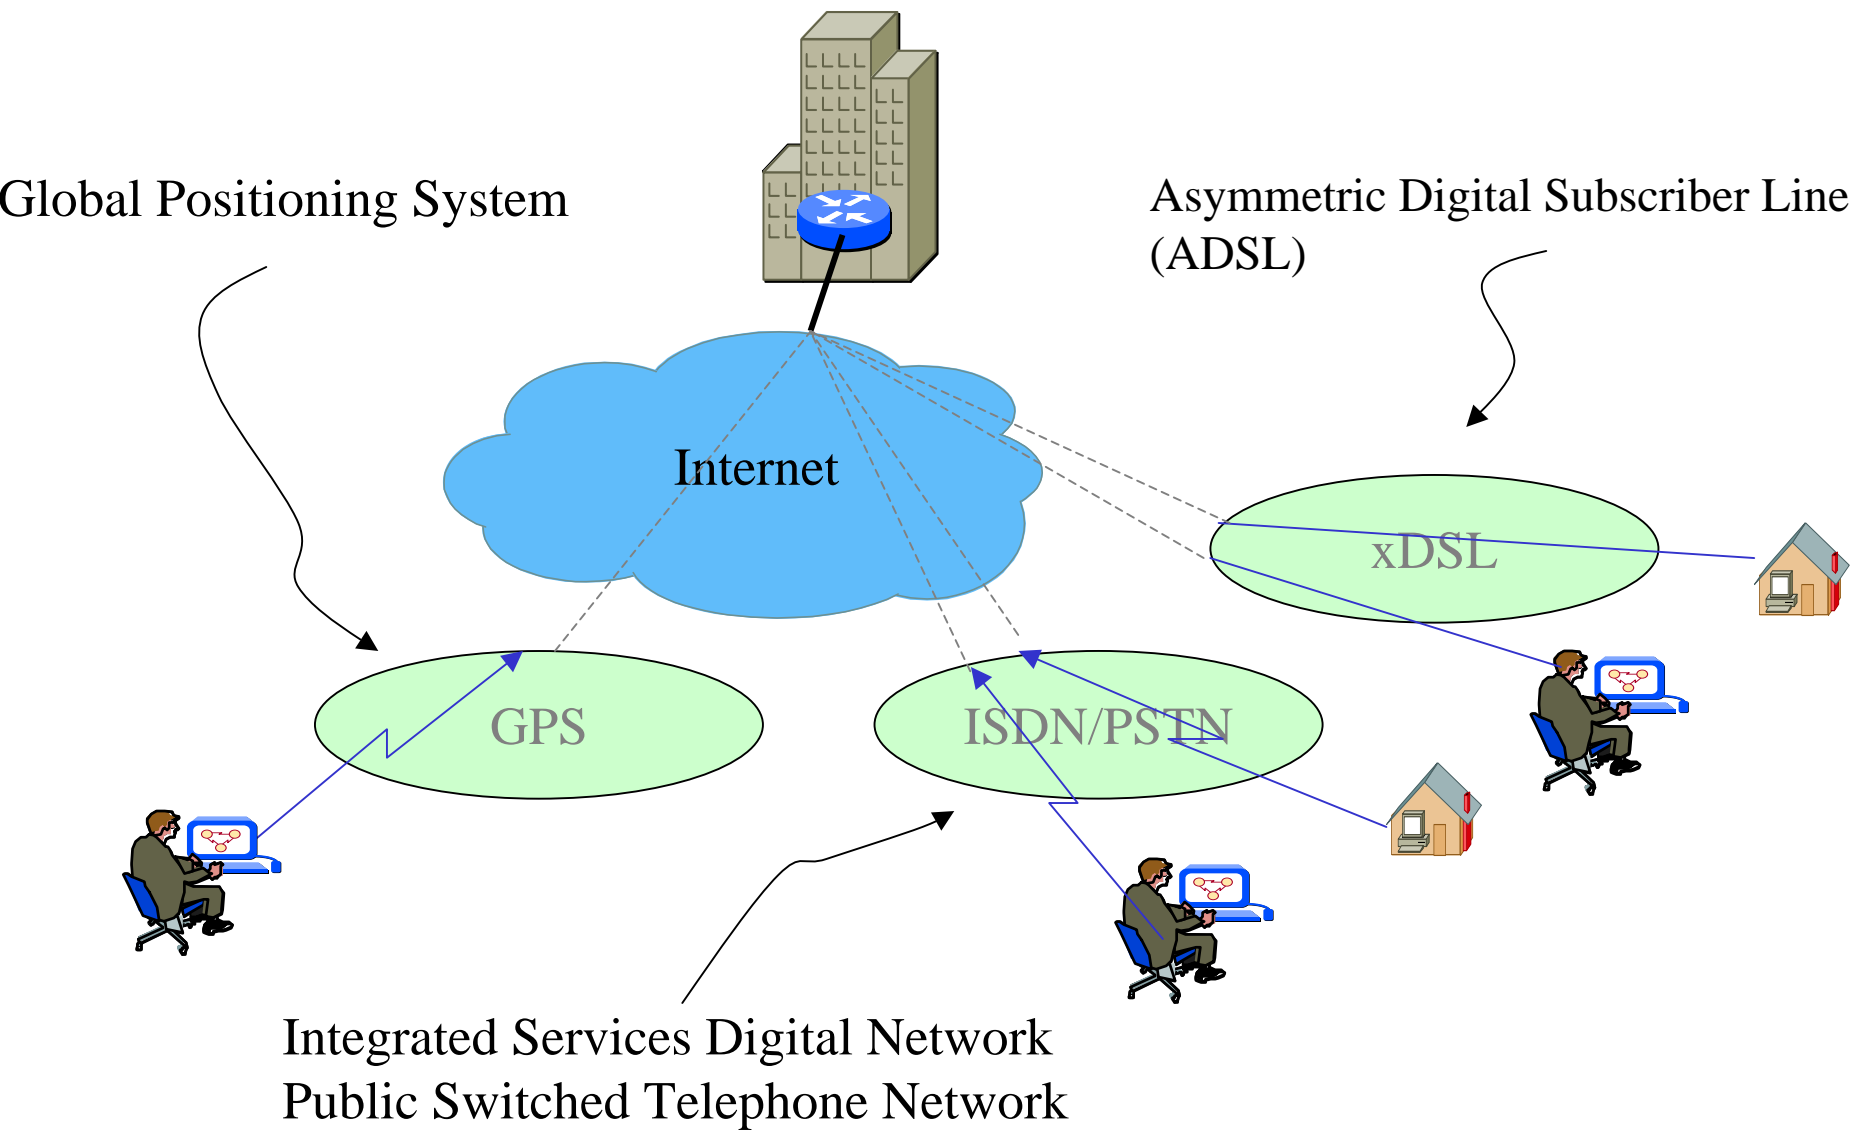 Global Positioning System
Asymmetric Digital Subscriber Line
(ADSL)
Internet
xDSL
GPS
ISDN/PSTN
Integrated Services Digital Network
Public Switched Telephone Network